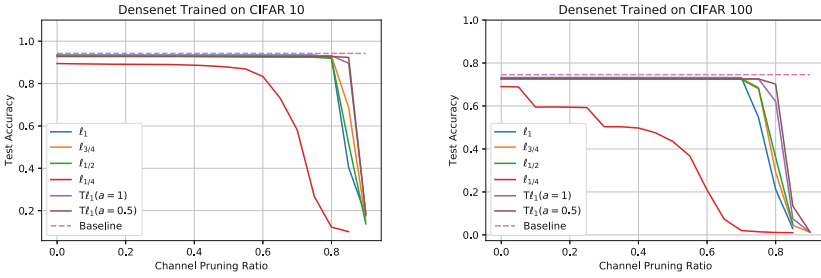 Densenet Trained on CIFAR 10
Test Accuracy
1.0
0.8
0.6
0.4
0.2
ℓ1
ℓ3/4
ℓ1/2
ℓ1/4
Tℓ1(a = 1)
Tℓ1(a = 0.5)
Baseline
0.0 0.2 0.4 0.6 0.8
Channel Pruning Ratio
Densenet Trained on CIFAR 100
Test Accuracy
1.0
0.8
0.6
0.4
0.2
0.0
ℓ1
ℓ3/4
ℓ1/2
ℓ1/4
Tℓ1(a = 1)
Tℓ1(a = 0.5)
Baseline
0.0 0.2 0.4 0.6 0.8
Channel Pruning Ratio